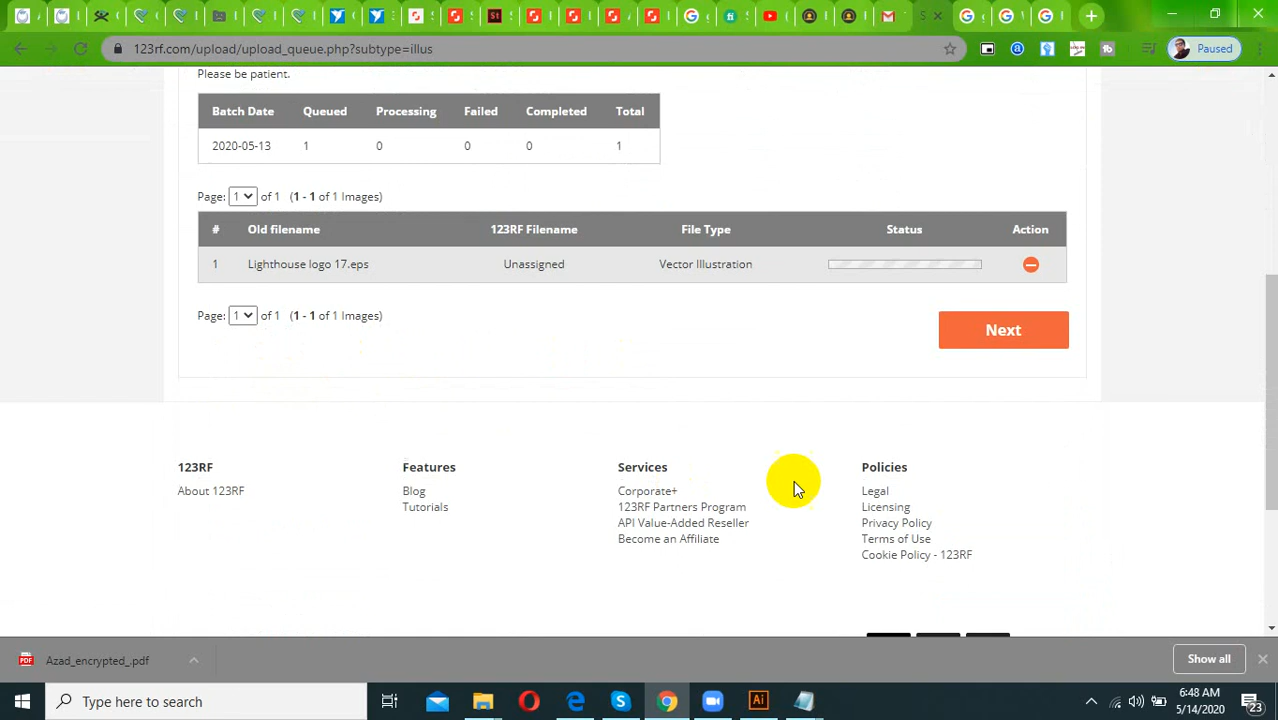 Paused
123rf.com/upload/upload_queue.php?subtype=illus
Please be patient.
Batch Date Queued Processing Failed Completed Total
2020-05-13 1 0 0 0 1
Page: 1 of 1 (1 - 1 of 1 Images)
# Old filename 123RF Filename File Type Status Action
1 Lighthouse logo 17.eps Unassigned Vector Illustration
Page: 1 of 1 (1 - 1 of 1 Images)
Next
123RF Features Services Policies
About 123RF Blog Corporate+ Legal
Tutorials 123RF Partners Program Licensing
API Value-Added Reseller Privacy Policy
Become an Affiliate Terms of Use
Cookie Policy - 123RF
Azad_encrypted_.pdf
Show all
Type here to search
6:48 AM
5/14/2020
23